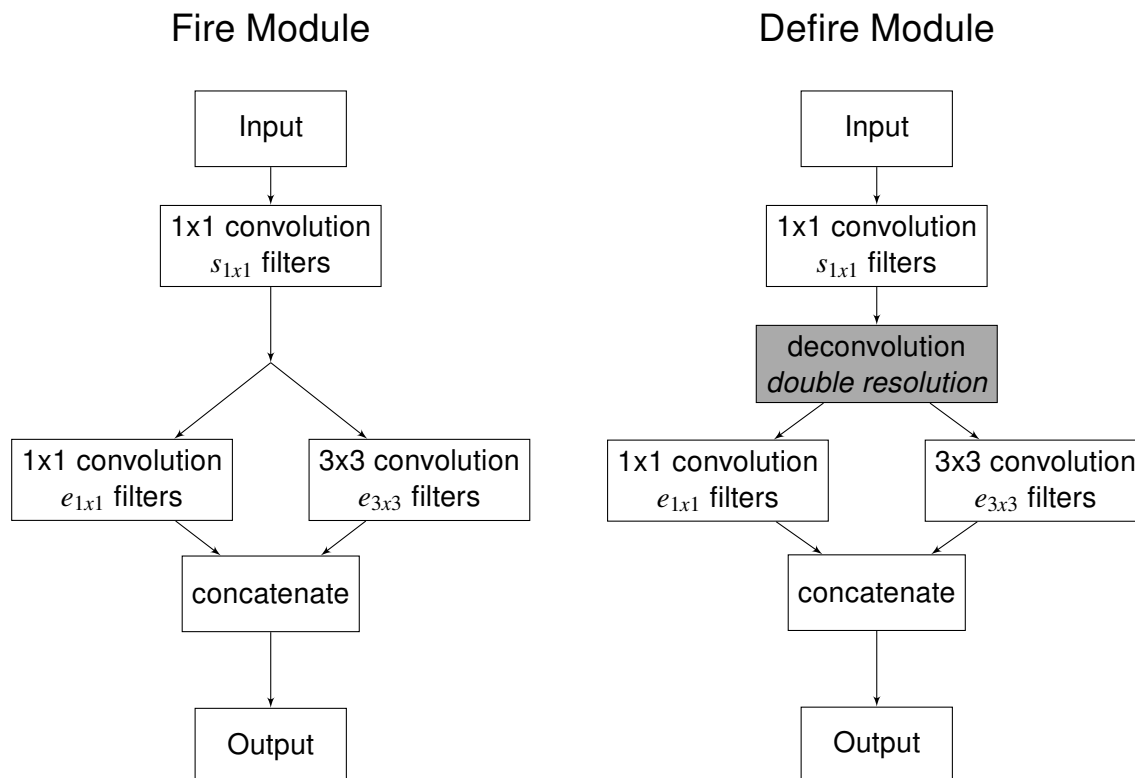 Fire Module
Input
1x1 convolution
s1x1 filters
1x1 convolution
e1x1 filters
3x3 convolution
e3x3 filters
concatenate
Output
Defire Module
Input
1x1 convolution
s1x1 filters
deconvolution
double resolution
1x1 convolution
e1x1 filters
3x3 convolution
e3x3 filters
concatenate
Output